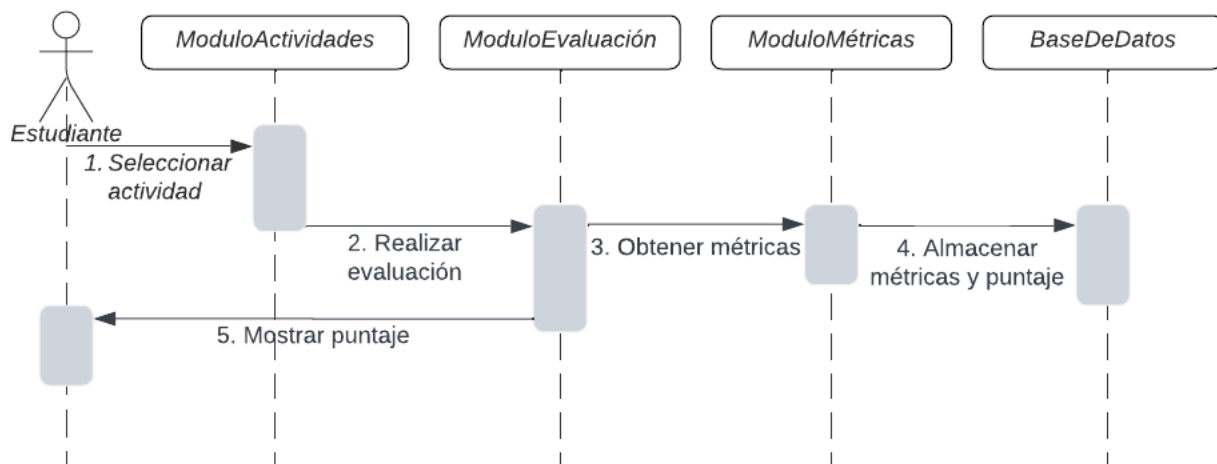 ModuloActividades
ModuloEvaluación
ModuloMétricas
BaseDeDatos
Estudiante
1. Seleccionar
actividad
2. Realizar
evaluación
3. Obtener métricas
4. Almacenar
métricas y puntaje
5. Mostrar puntaje